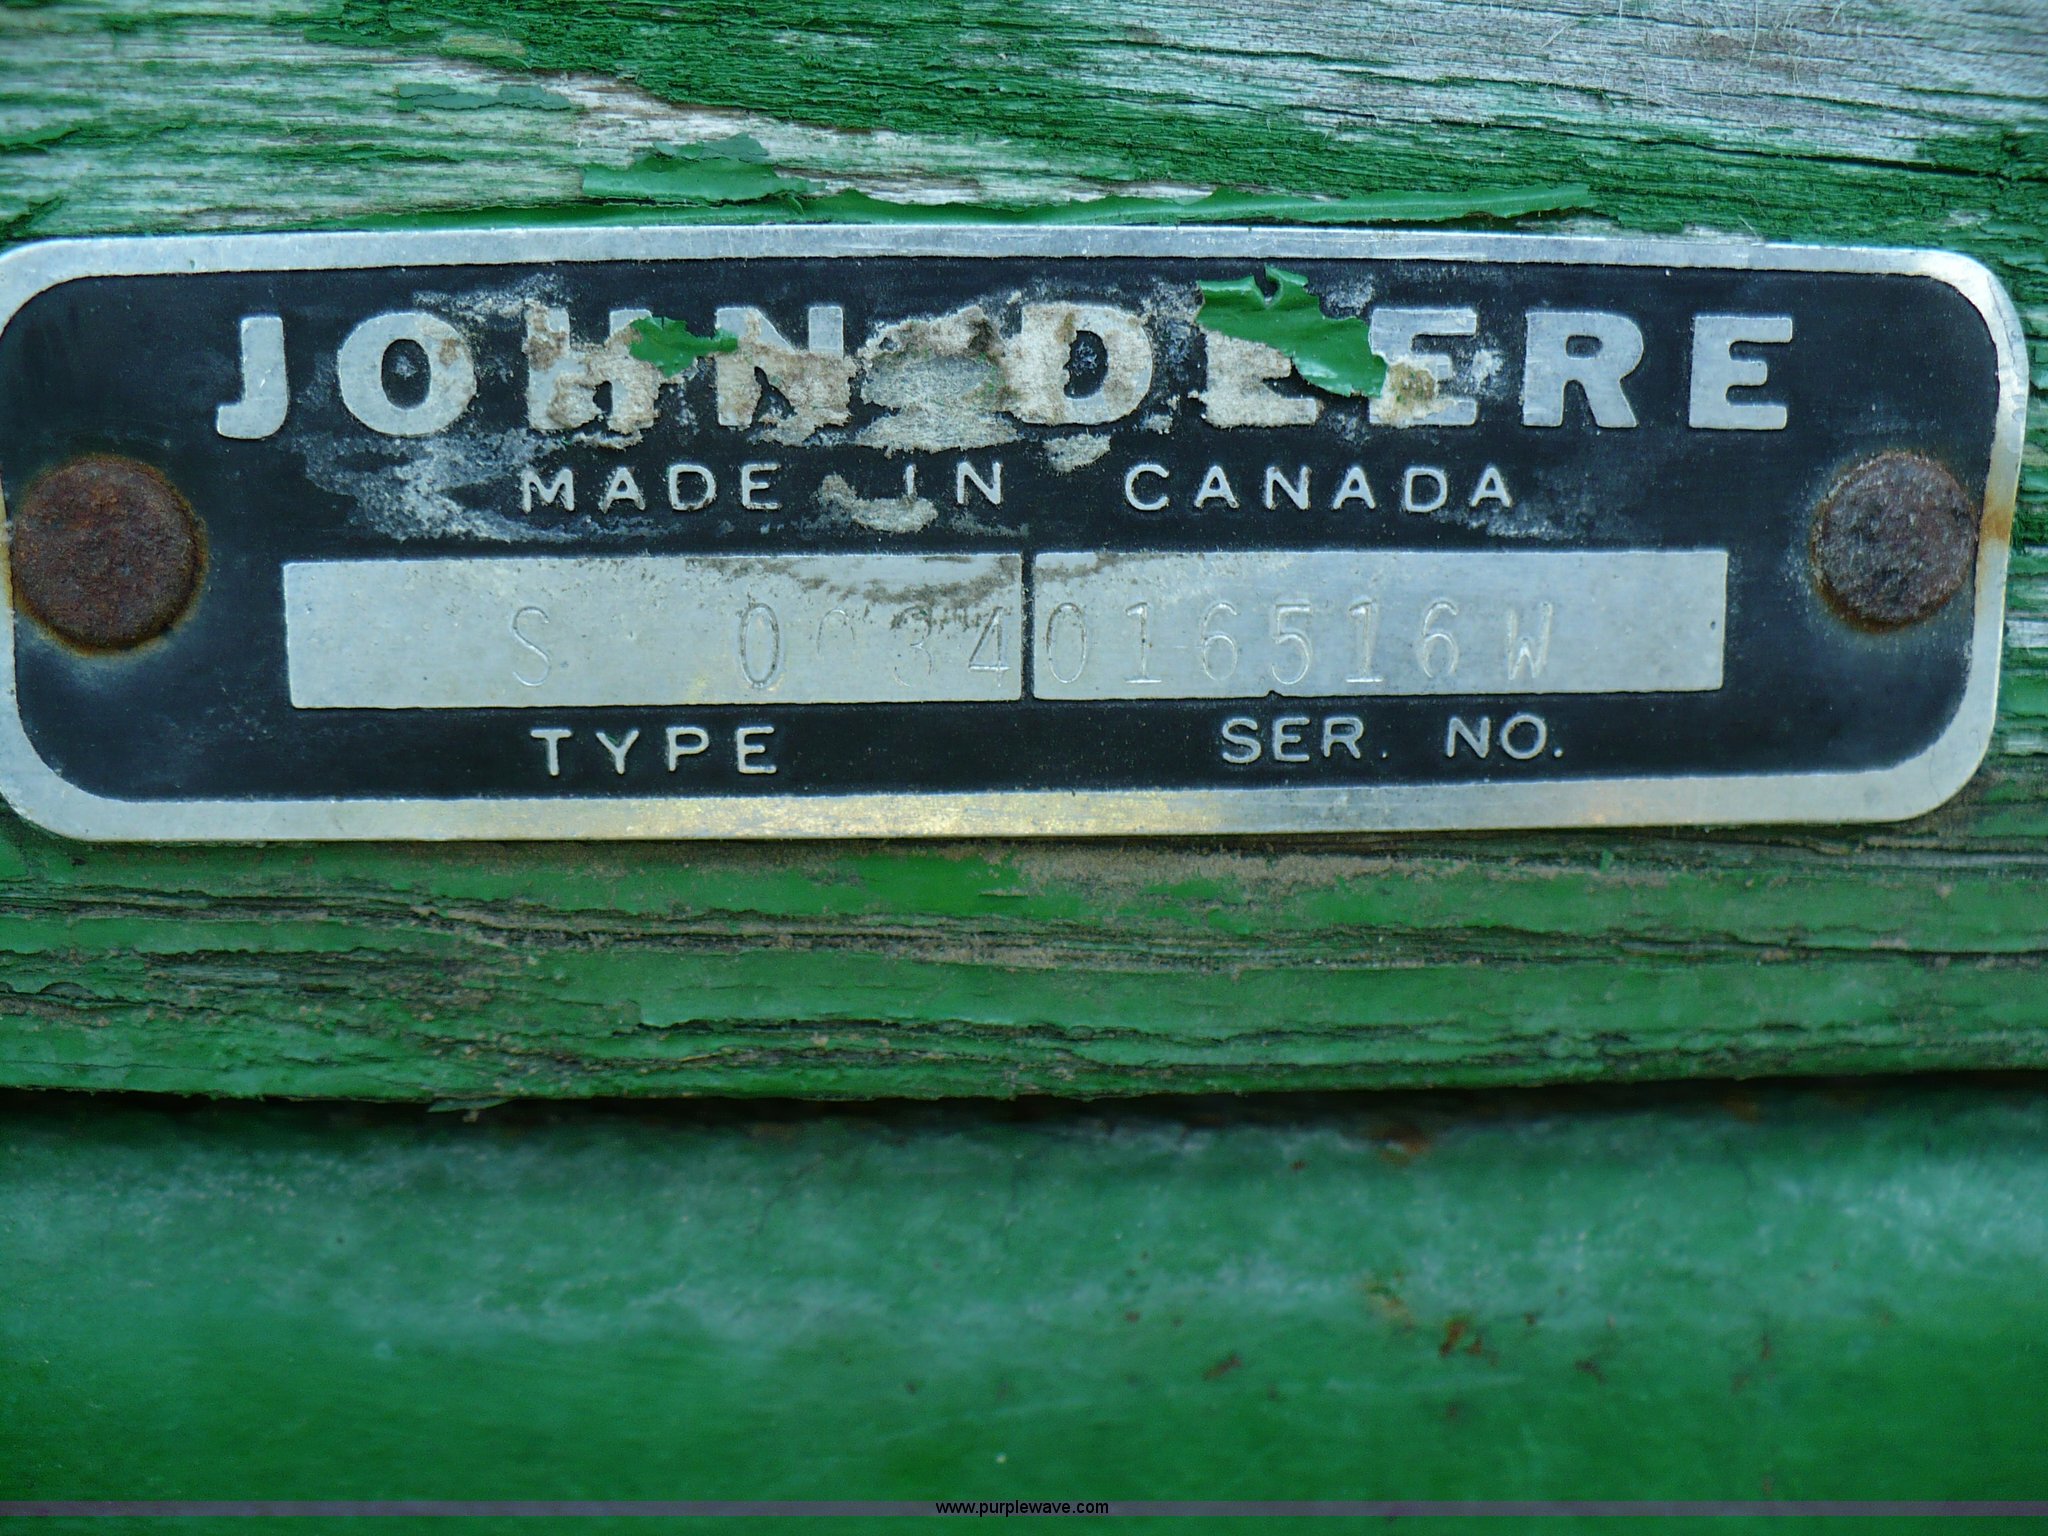 JOHN DEERE
MADE IN CANADA
S 0034 016516W
TYPE SER. NO.
www.purplewave.com